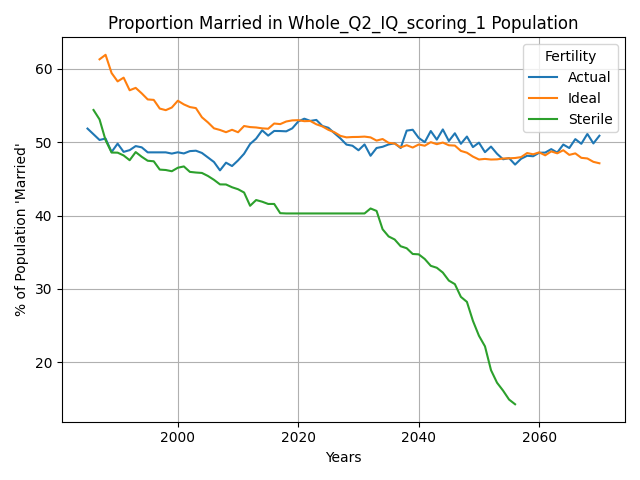 Proportion Married in Whole_Q2_IQ_scoring_1 Population
Fertility
Actual
Ideal
Sterile
% of Population 'Married'
60
50
40
30
20
2000
2020
2040
2060
Years